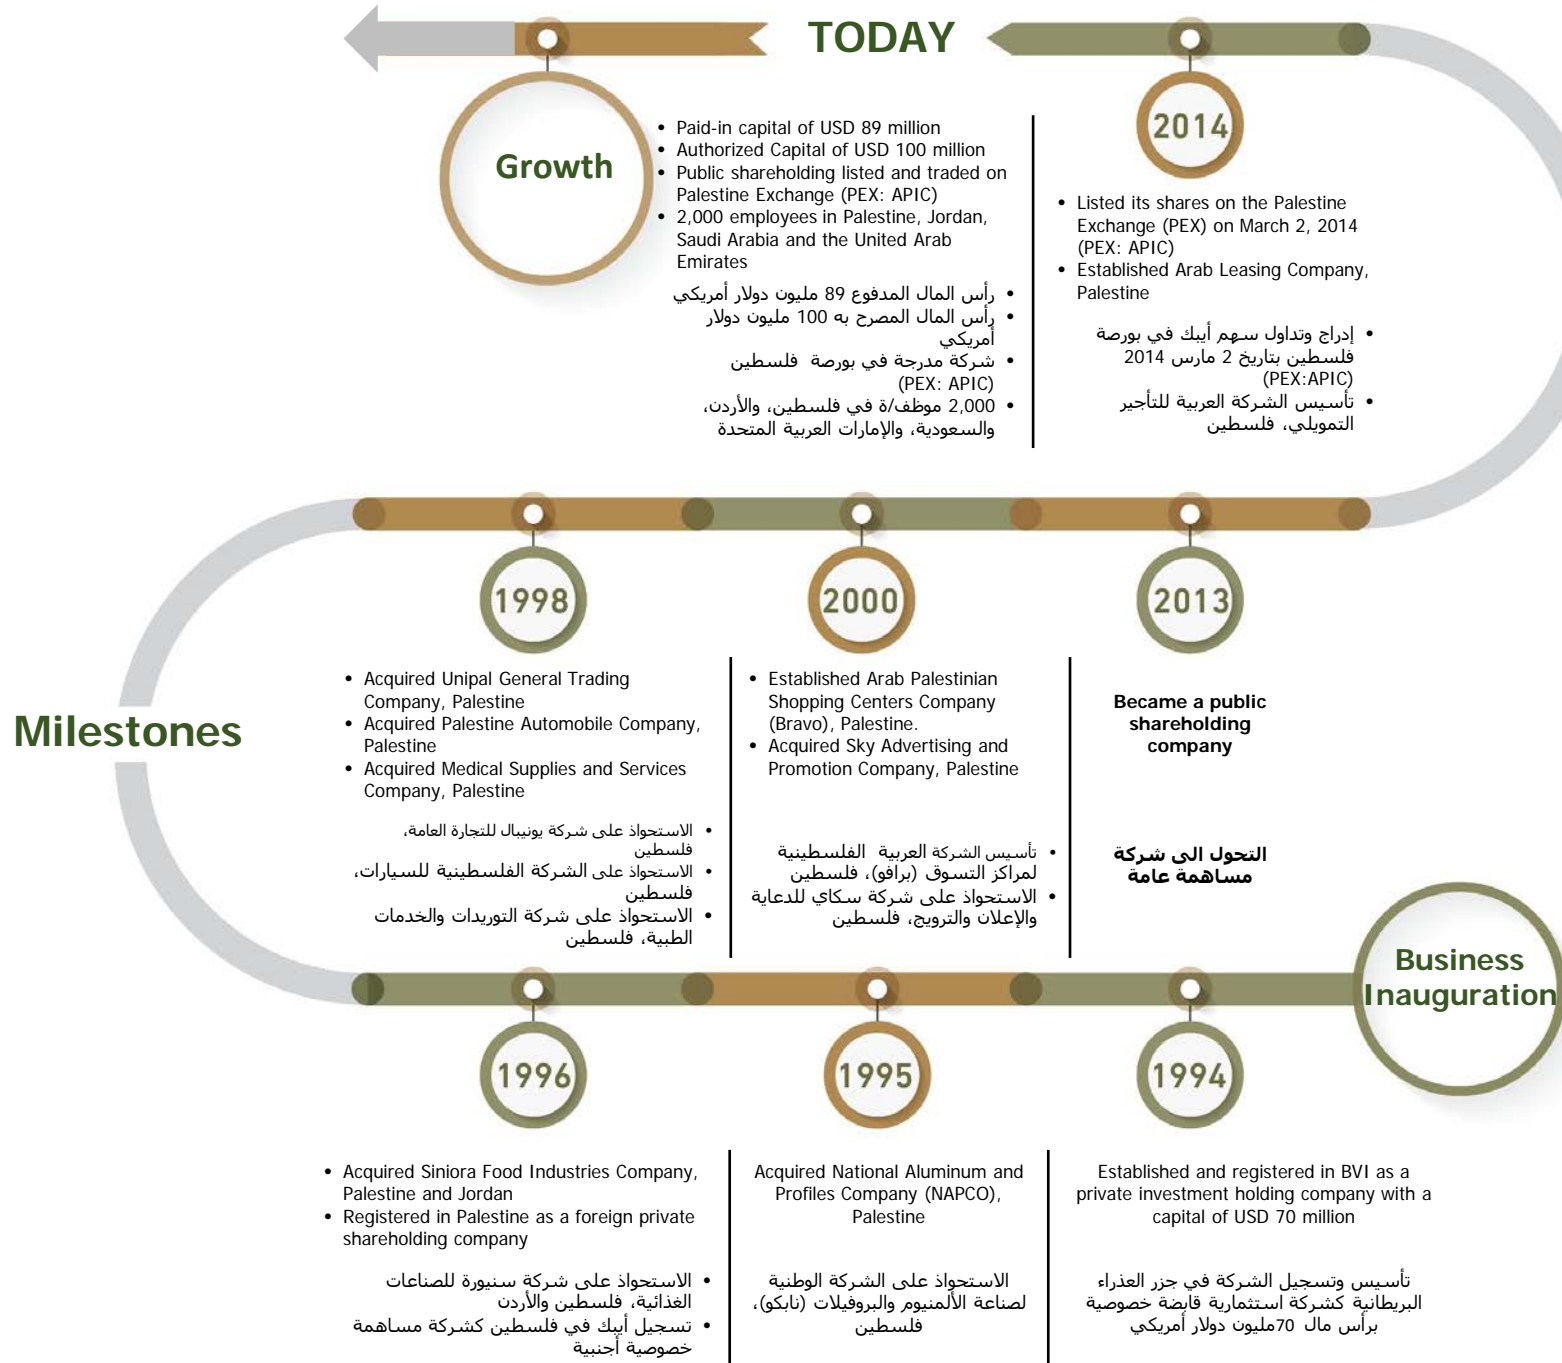 TODAY
Growth
• Paid-in capital of USD 89 million
• Authorized Capital of USD 100 million
• Public shareholding listed and traded on
Palestine Exchange (PEX: APIC)
• 2,000 employees in Palestine, Jordan,
Saudi Arabia and the United Arab
Emirates
• رأس المال المدفوع 89 مليون دولار أمريكي
• رأس المال المصرح به 100 مليون دولار
أمريكي
• شركة مدرجة في بورصة فلسطين
(PEX: APIC)
• 2,000 موظف/ة في فلسطين، والأردن،
والسعودية، والإمارات العربية المتحدة
2014
• Listed its shares on the Palestine
Exchange (PEX) on March 2, 2014
(PEX: APIC)
• Established Arab Leasing Company,
Palestine
• إدراج وتداول سهم أيبك في بورصة
فلسطين بتاريخ 2 مارس 2014
(PEX:APIC)
• تأسيس الشركة العربية للتأجير
التمويلي، فلسطين
Milestones
1998
• Acquired Unipal General Trading
Company, Palestine
• Acquired Palestine Automobile Company,
Palestine
• Acquired Medical Supplies and Services
Company, Palestine
• الاستحواذ على شركة يونيبال للتجارة العامة،
فلسطين
• الاستحواذ على الشركة الفلسطينية للسيارات،
فلسطين
• الاستحواذ على شركة التوريدات والخدمات
الطبية، فلسطين
2000
• Established Arab Palestinian
Shopping Centers Company
(Bravo), Palestine.
• Acquired Sky Advertising and
Promotion Company, Palestine
• تأسيس الشركة العربية الفلسطينية
لمراكز التسوق (برافو)، فلسطين
• الاستحواذ على شركة سكاي للدعاية
والإعلان والترويج، فلسطين
2013
Became a public
shareholding
company
التحول الى شركة
مساهمة عامة
Business
Inauguration
1996
• Acquired Siniora Food Industries Company,
Palestine and Jordan
• Registered in Palestine as a foreign private
shareholding company
• الاستحواذ على شركة سنيورة للصناعات
الغذائية، فلسطين والأردن
• تسجيل أيبك في فلسطين كشركة مساهمة
خصوصية أجنبية
1995
Acquired National Aluminum and
Profiles Company (NAPCO),
Palestine
الاستحواذ على الشركة الوطنية
لصناعة الألمنيوم والبروفيلات (نابكو)،
فلسطين
1994
Established and registered in BVI as a
private investment holding company with a
capital of USD 70 million
تأسيس وتسجيل الشركة في جزر العذراء
البريطانية كشركة استثمارية قابضة خصوصية
برأس مال 70مليون دولار أمريكي